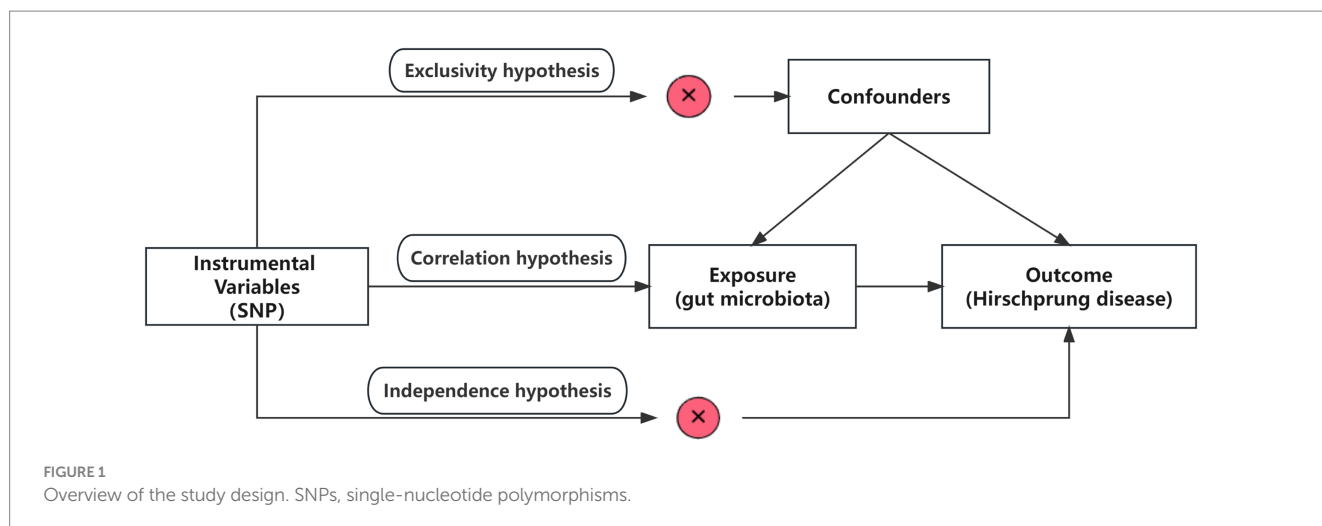 Exclusivity hypothesis
Confounders
Correlation hypothesis
Instrumental
Variables
(SNP)
Exposure
(gut microbiota)
Outcome
(Hirschprung disease)
Independence hypothesis
FIGURE 1
Overview of the study design. SNPs, single-nucleotide polymorphisms.